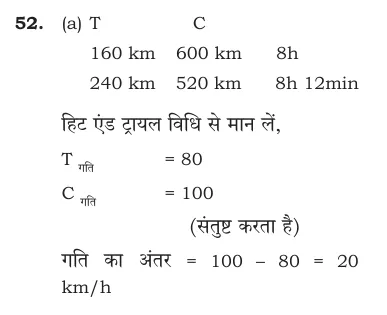 52. (a) T C
160 km 600 km 8h
240 km 520 km 8h 12min
हिट एंड ट्रायल विधि से मान लें,
T गति = 80
C गति = 100
(संतुष्ट करता है)
गति का अंतर = 100 – 80 = 20
km/h